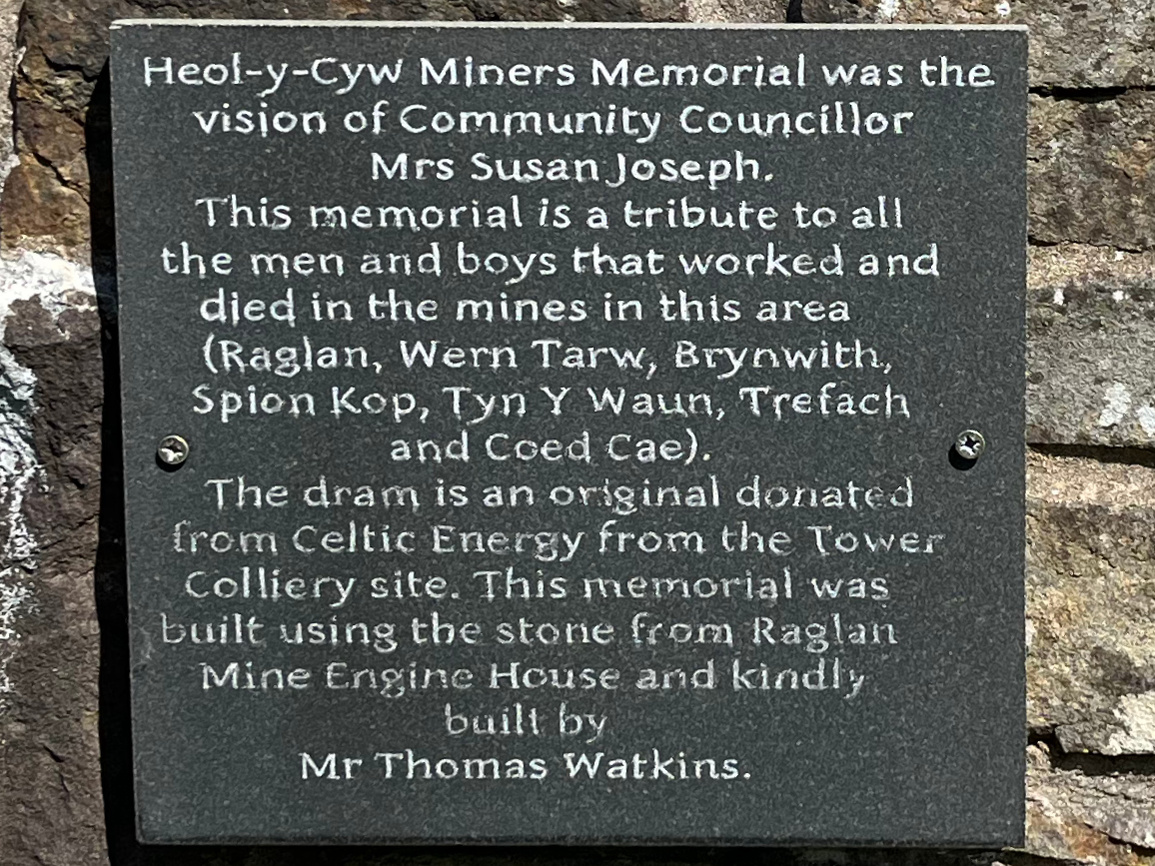 Heol-y-Cyw Miners Memorial was the
vision of Community Councillor
Mrs Susan Joseph.
This memorial is a tribute to all
the men and boys that worked and
died in the mines in this area
(Raglan, Wern Tarw, Brynwith,
Spion Kop, Tyn Y Waun, Trefach
and Coed Cae).
The dram is an original donated
from Celtic Energy from the Tower
Colliery site. This memorial was
built using the stone from Raglan
Mine Engine House and kindly
built by
Mr Thomas Watkins.